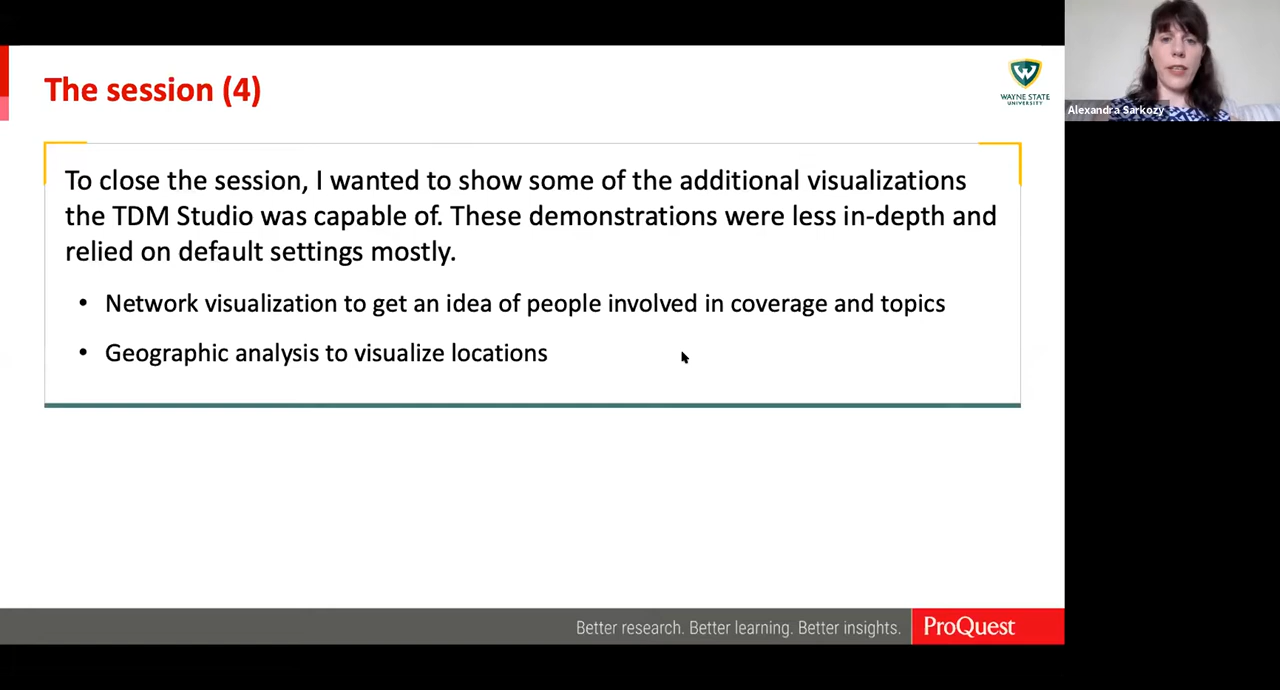 The session (4)
WAYNE STATE
UNIVERSITY
Alexandra Sarkozy
To close the session, I wanted to show some of the additional visualizations
the TDM Studio was capable of. These demonstrations were less in-depth and
relied on default settings mostly.
• Network visualization to get an idea of people involved in coverage and topics
• Geographic analysis to visualize locations
Better research. Better learning. Better insights.
ProQuest